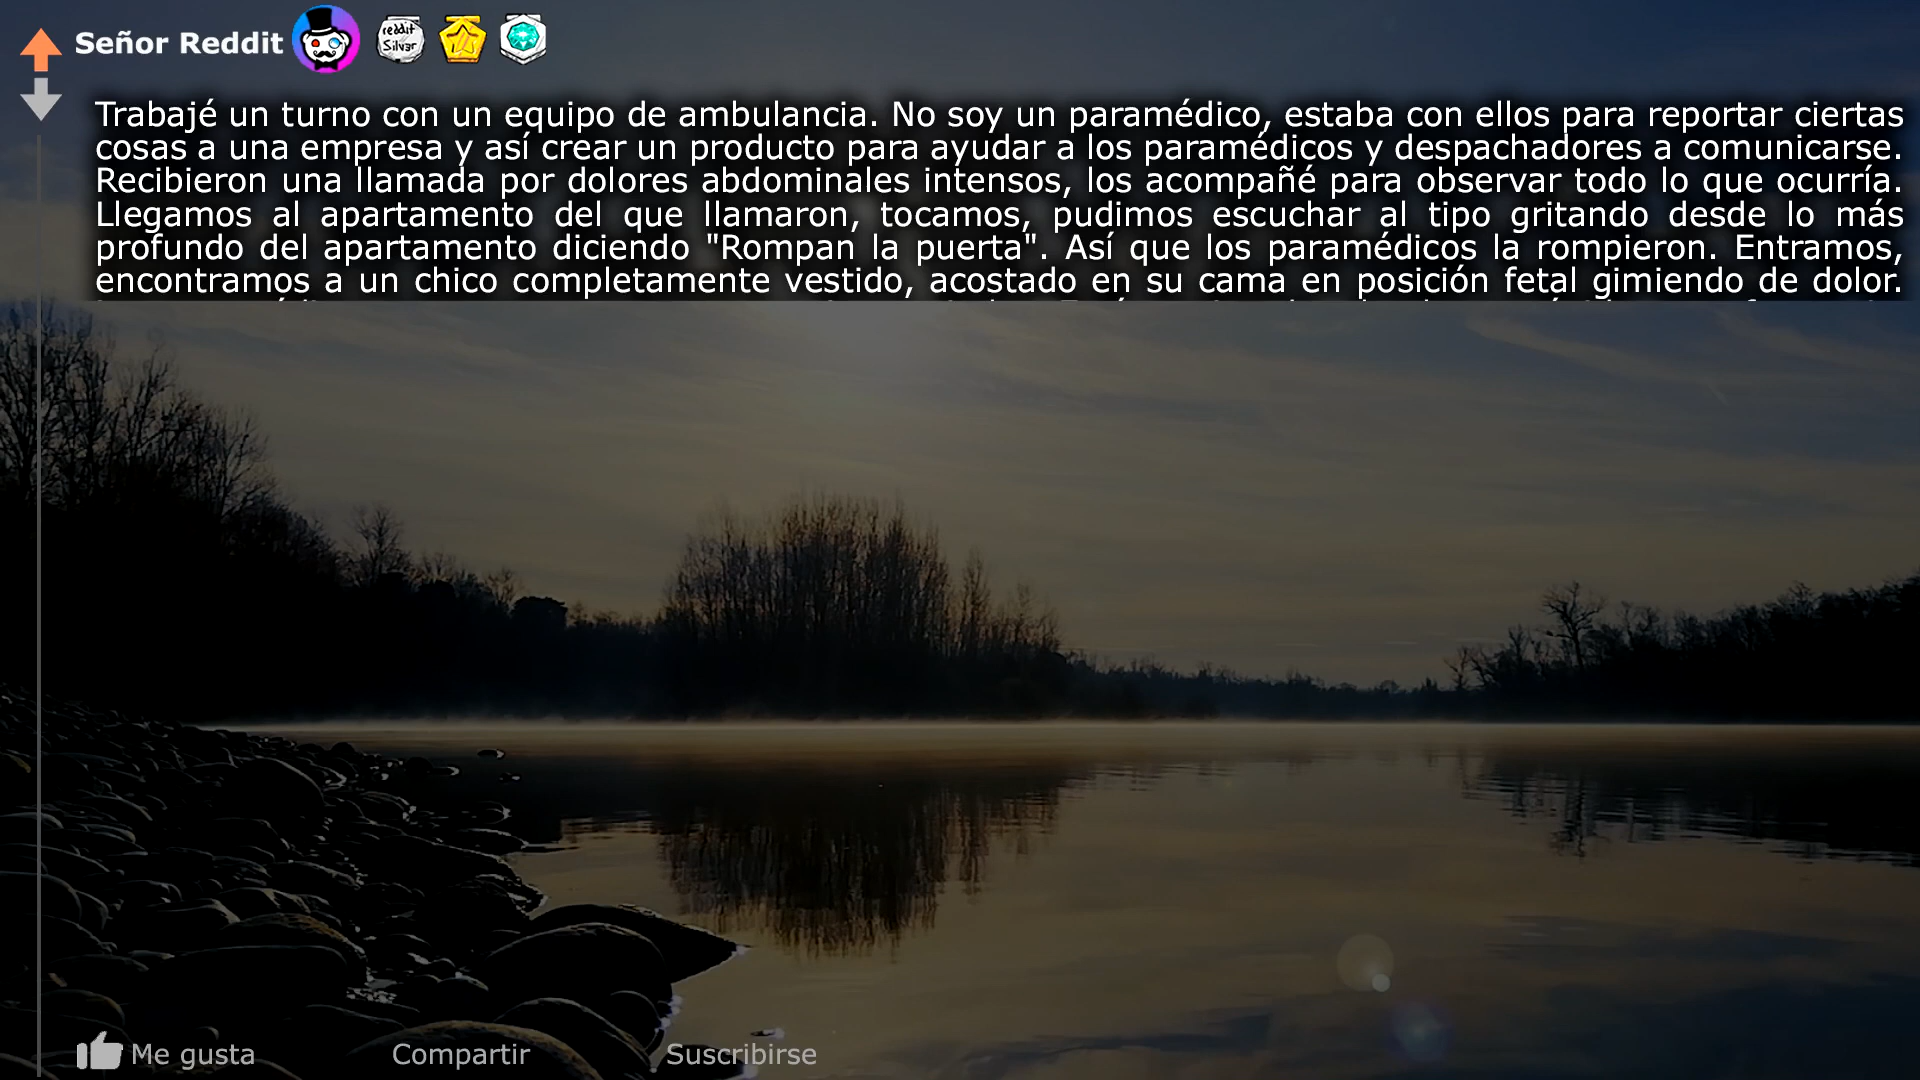 Señor Reddit
reddit
Silvar
Trabajé un turno con un equipo de ambulancia. No soy un paramédico, estaba con ellos para reportar ciertas
cosas a una empresa y así crear un producto para ayudar a los paramédicos y despachadores a comunicarse.
Recibieron una llamada por dolores abdominales intensos, los acompañé para observar todo lo que ocurría.
Llegamos al apartamento del que llamaron, tocamos, pudimos escuchar al tipo gritando desde lo más
profundo del apartamento diciendo "Rompan la puerta". Así que los paramédicos la rompieron. Entramos,
encontramos a un chico completamente vestido, acostado en su cama en posición fetal gimiendo de dolor.
Me gusta
Compartir
Suscribirse